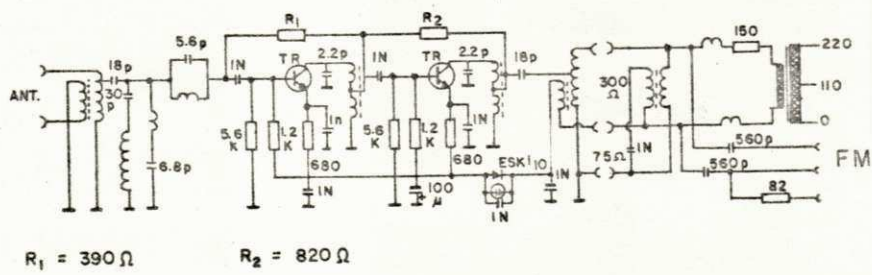 R₁
R₂
5.6p
18p
1N
TR
2.2p
1N
TR
2.2p
18p
150
220
ANT.
30p
300Ω
110
5.6K
1.2K
1n
5.6K
1.2K
1N
0
6.8p
680
680
ESKI 10
75Ω
1N
560p
560p
FM
1N
100μ
1N
1N
82
R₁ = 390Ω
R₂ = 820Ω